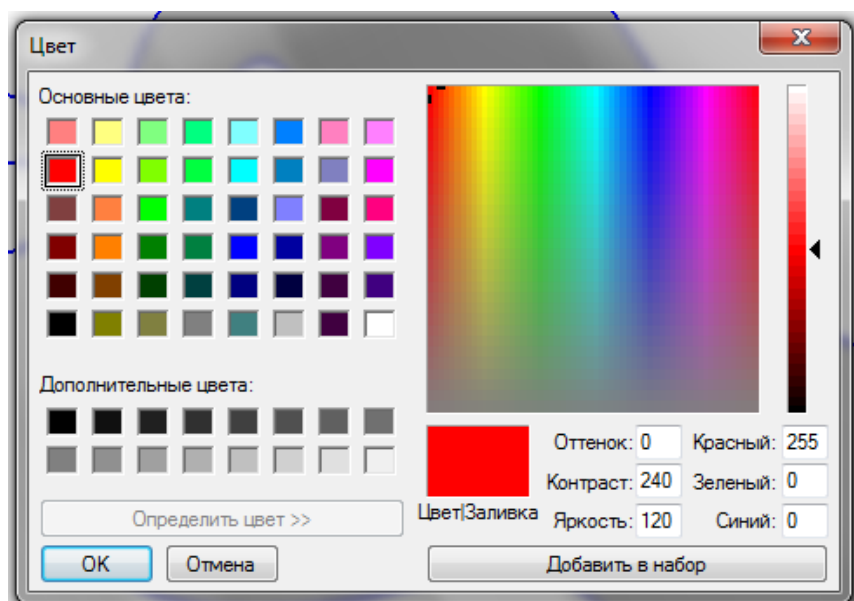 Цвет
Основные цвета:
Дополнительные цвета:
Определить цвет >>
OK
Отмена
Цвет|Заливка
Оттенок: 0
Красный: 255
Контраст: 240
Зеленый: 0
Яркость: 120
Синий: 0
Добавить в набор